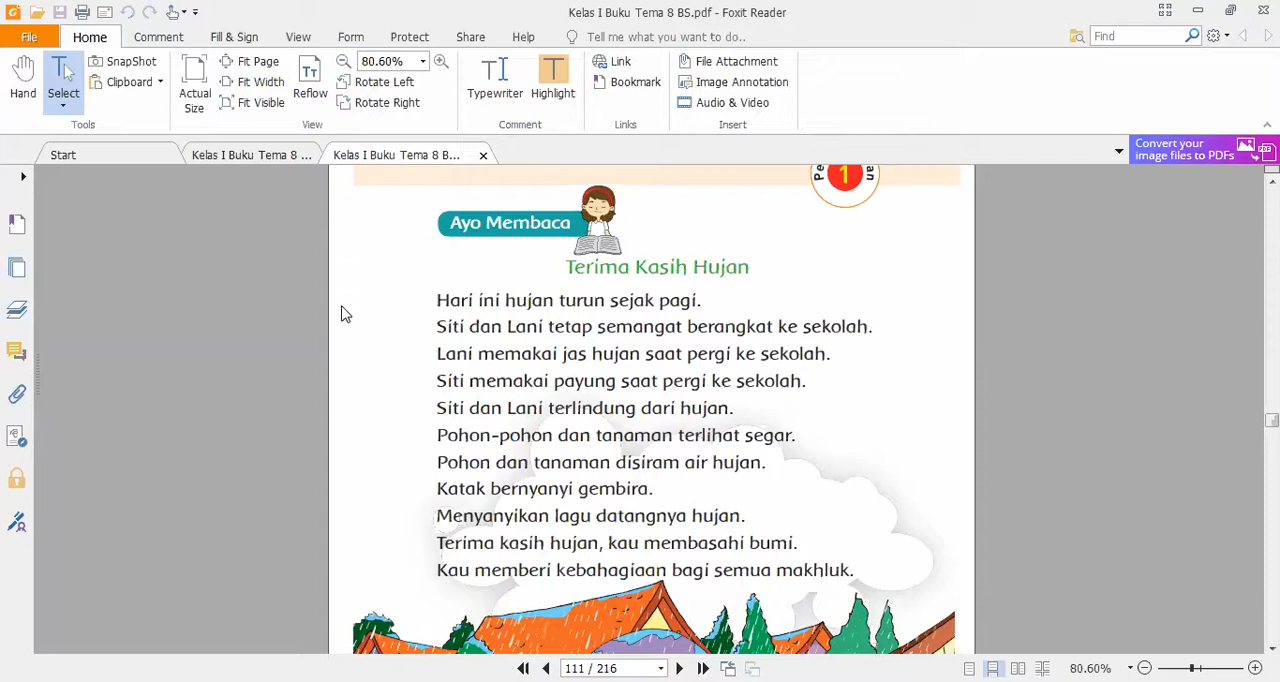 Kelas I Buku Tema 8 BS.pdf - Foxit Reader
File Home Comment Fill & Sign View Form Protect Share Help Tell me what you want to do.. Find
Hand Select SnapShot Clipboard Actual Size Fit Page Fit Width Fit Visible Reflow 80.60% Rotate Left Rotate Right Typewriter Highlight Link Bookmark File Attachment Image Annotation Audio & Video
Tools View Comment Links Insert
Start Kelas I Buku Tema 8 ... Kelas I Buku Tema 8 B... Convert your image files to PDFs
1
Ayo Membaca
Terima Kasih Hujan
Hari ini hujan turun sejak pagi.
Siti dan Lani tetap semangat berangkat ke sekolah.
Lani memakai jas hujan saat pergi ke sekolah.
Siti memakai payung saat pergi ke sekolah.
Siti dan Lani terlindung dari hujan.
Pohon-pohon dan tanaman terlihat segar.
Pohon dan tanaman disiram air hujan.
Katak bernyanyi gembira.
Menyanyikan lagu datangnya hujan.
Terima kasih hujan, kau membasahi bumi.
Kau memberi kebahagiaan bagi semua makhluk.
111 / 216 80.60%